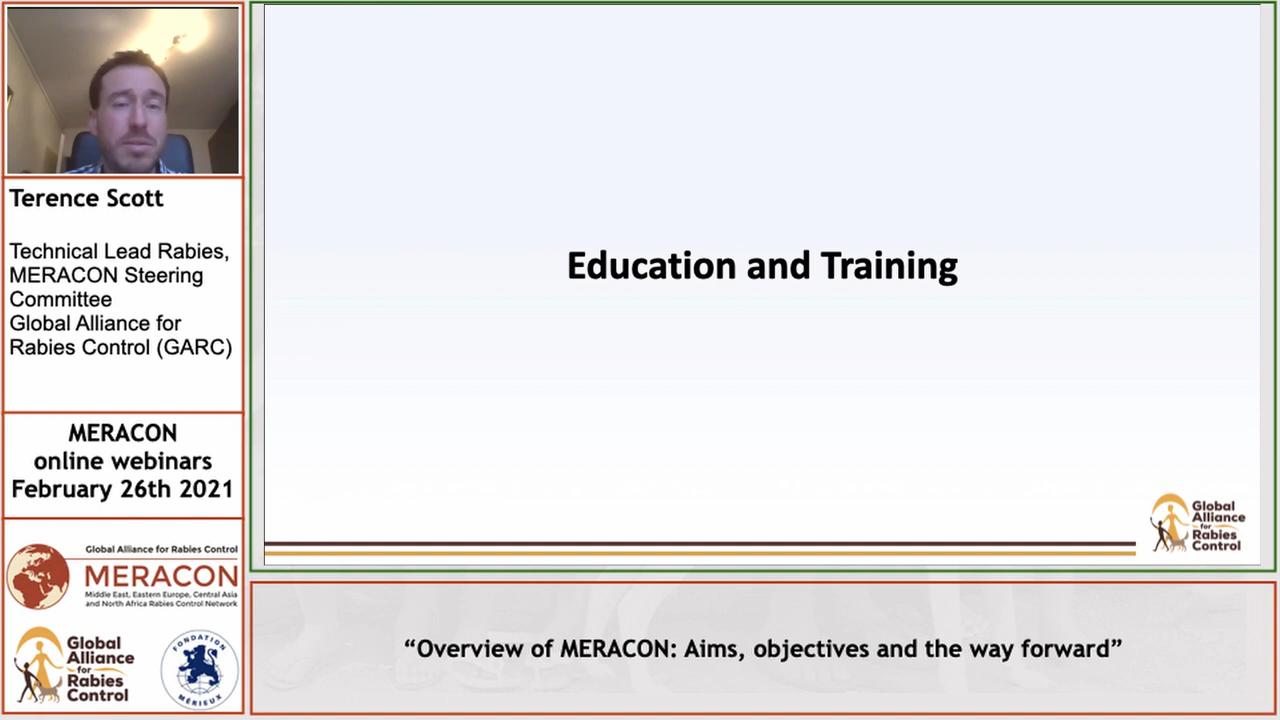 Terence Scott
Technical Lead Rabies,
MERACON Steering
Committee
Global Alliance for
Rabies Control (GARC)
MERACON
online webinars
February 26th 2021
Global Alliance for Rabies Control
MERACON
Middle East, Eastern Europe, Central Asia
and North Africa Rabies Control Network
Global
Alliance
for
Rabies
Control
FONDATION
MÉRIEUX
Education and Training
Global
Alliance
for
Rabies
Control
“Overview of MERACON: Aims, objectives and the way forward”